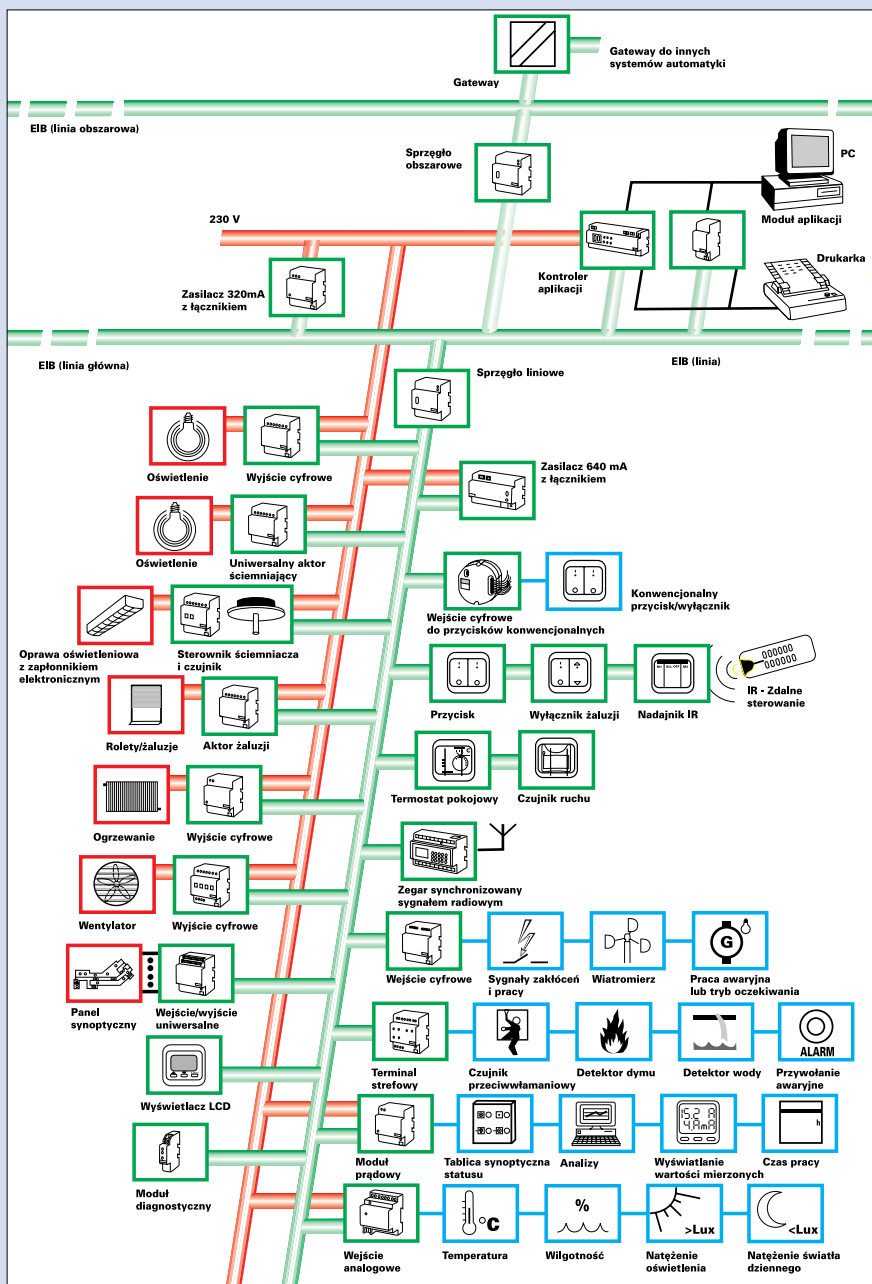 Gateway do innych
systemów automatyki
Gateway
EIB (linia obszarowa)
Sprzęgło
obszarowe
PC
Moduł aplikacji
230 V
Kontroler
aplikacji
Drukarka
Zasilacz 320mA
z łącznikiem
EIB (linia główna)
EIB (linia)
Sprzęgło liniowe
Oświetlenie
Wyjście cyfrowe
Zasilacz 640 mA
z łącznikiem
Oświetlenie
Uniwersalny aktor
ściemniający
Wejście cyfrowe
do przycisków konwencjonalnych
Konwencjonalny
przycisk/wyłącznik
Oprawa oświetleniowa
z zapłonnikiem
elektronicznym
Sterownik ściemniacza
i czujnik
Przycisk
Wyłącznik żaluzji
Nadajnik IR
IR - Zdalne
sterowanie
Rolety/żaluzje
Aktor żaluzji
Termostat pokojowy
Czujnik ruchu
Ogrzewanie
Wyjście cyfrowe
Zegar synchronizowany
sygnałem radiowym
Wentylator
Wyjście cyfrowe
G
Wejście cyfrowe
Sygnały zakłóceń
i pracy
Wiatromierz
Praca awaryjna
lub tryb oczekiwania
Panel
synoptyczny
Wejście/wyjście
uniwersalne
ALARM
Terminal
strefowy
Czujnik
przeciwwłamaniowy
Detektor dymu
Detektor wody
Przywołanie
awaryjne
Wyświetlacz LCD
15.2 A
4.AmA
h
Moduł
prądowy
Tablica synoptyczna
statusu
Analizy
Wyświatlanie
wartości mierzonych
Czas pracy
Moduł
diagnostyczny
°C
%
>Lux
<Lux
Wejście
analogowe
Temperatura
Wilgotność
Natężenie
oświetlenia
Natężenie światła
dziennego